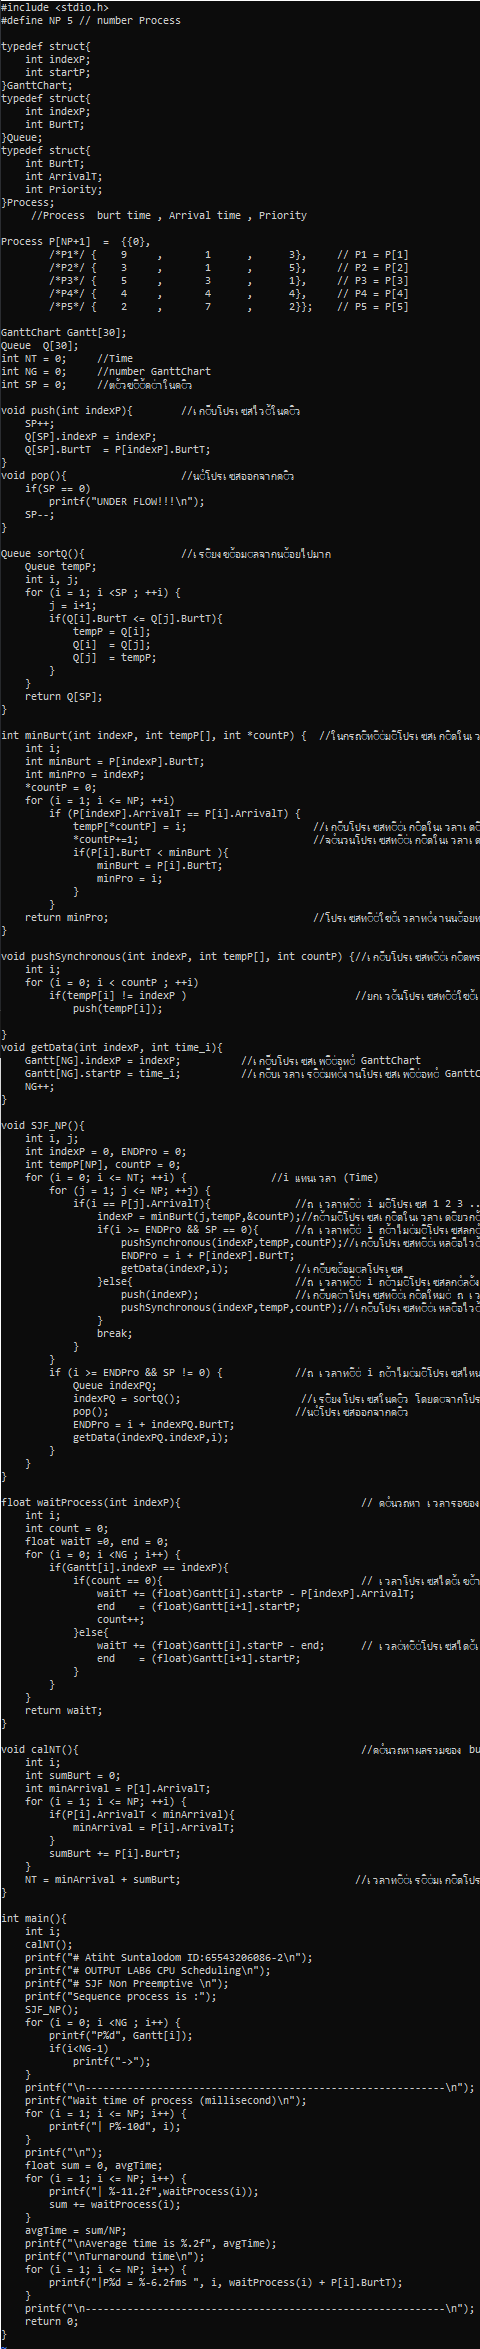 #include <stdio.h>
#define NP 5 // number Process

typedef struct{
    int indexP;
    int startP;
}GanttChart;
typedef struct{
    int indexP;
    int BurtT;
}Queue;
typedef struct{
    int BurtT;
    int ArrivalT;
    int Priority;
}Process;
     //Process  burt time , Arrival time , Priority

Process P[NP+1]  =  {{0},
        /*P1*/ {    9     ,       1      ,      3},     // P1 = P[1]
        /*P2*/ {    3     ,       1      ,      5},     // P2 = P[2]
        /*P3*/ {    5     ,       3      ,      1},     // P3 = P[3]
        /*P4*/ {    4     ,       4      ,      4},     // P4 = P[4]
        /*P5*/ {    2     ,       7      ,      2}};    // P5 = P[5]

GanttChart Gantt[30];
Queue  Q[30];
int NT = 0;     //Time
int NG = 0;     //number GanttChart
int SP = 0;     //ตัวชี้ค่าในคิว

void push(int indexP){        //เก็บโปรเซสไว้ในคิว
    SP++;
    Q[SP].indexP = indexP;
    Q[SP].BurtT  = P[indexP].BurtT;
}
void pop(){                   //นำโปรเซสออกจากคิว
    if(SP == 0)
        printf("UNDER FLOW!!!\n");
    SP--;
}

Queue sortQ(){                //เรียงข้อมูลจากน้อยไปมาก
    Queue tempP;
    int i, j;
    for (i = 1; i <SP ; ++i) {
        j = i+1;
        if(Q[i].BurtT <= Q[j].BurtT){
            tempP = Q[i];
            Q[i]  = Q[j];
            Q[j]  = tempP;
        }
    }
    return Q[SP];
}

int minBurt(int indexP, int tempP[], int *countP) {  //ในกรณีที่มีโปรเซสเกิดในเว
    int i;
    int minBurt = P[indexP].BurtT;
    int minPro = indexP;
    *countP = 0;
    for (i = 1; i <= NP; ++i)
        if (P[indexP].ArrivalT == P[i].ArrivalT) {
            tempP[*countP] = i;                     //เก็บโปรเซสที่เกิดในเวลาเดี
            *countP+=1;                             //จำนวนโปรเซสที่เกิดในเวลาเด
            if(P[i].BurtT < minBurt ){
                minBurt = P[i].BurtT;
                minPro = i;
            }
        }
    return minPro;                                  //โปรเซสที่ใช้เวลาทำงานน้อยท
}

void pushSynchronous(int indexP, int tempP[], int countP) {//เก็บโปรเซสที่เกิดพร
    int i;
    for (i = 0; i < countP ; ++i)
        if(tempP[i] != indexP )                            //ยกเว้นโปรเซสที่ใช้เ
            push(tempP[i]);

}
void getData(int indexP, int time_i){
    Gantt[NG].indexP = indexP;          //เก็บโปรเซสเพื่อทำ GanttChart
    Gantt[NG].startP = time_i;          //เก็บเวลาเริ่มทำงานโปรเซสเพื่อทำ GanttC
    NG++;
}

void SJF_NP(){
    int i, j;
    int indexP = 0, ENDPro = 0;
    int tempP[NP], countP = 0;
    for (i = 0; i <= NT; ++i) {              //i แทนเวลา (Time)
        for (j = 1; j <= NP; ++j) {
            if(i == P[j].ArrivalT){              //ณ เวลาที่ i มีโปรเซส 1 2 3 ..
                indexP = minBurt(j,tempP,&countP);//ถ้ามีโปรเซสเกิดในเวลาเดียวกั
                if(i >= ENDPro && SP == 0){      //ณ เวลาที่ i ถ้าไม่มีโปรเซสลกำ
                    pushSynchronous(indexP,tempP,countP);//เก็บโปรเซสที่เหลือไว้
                    ENDPro = i + P[indexP].BurtT;
                    getData(indexP,i);           //เก็บข้อมูลโปรเซส
                }else{                           //ณ เวลาที่ i ถ้ามีโปรเซสลกำลัง
                    push(indexP);                //เก็บค่าโปรเซสที่เกิดใหม่ ณ เว
                    pushSynchronous(indexP,tempP,countP);//เก็บโปรเซสที่เหลือไว้
                }
                break;
            }
        }
        if (i >= ENDPro && SP != 0) {            //ณ เวลาที่ i ถ้าไม่มีโปรเซสใหม
            Queue indexPQ;
            indexPQ = sortQ();                    //เรียงโปรเซสในคิว โดยดูจากโปร
            pop();                               //นำโปรเซสออกจากคิว
            ENDPro = i + indexPQ.BurtT;
            getData(indexPQ.indexP,i);
        }
    }
}

float waitProcess(int indexP){                              // คำนวณหา เวลารอของ
    int i;
    int count = 0;
    float waitT =0, end = 0;
    for (i = 0; i <NG ; i++) {
        if(Gantt[i].indexP == indexP){
            if(count == 0){                                 // เวลาโปรเซสได้เข้า
                waitT += (float)Gantt[i].startP - P[indexP].ArrivalT;
                end    = (float)Gantt[i+1].startP;
                count++;
            }else{
                waitT += (float)Gantt[i].startP - end;      // เวลาที่โปรเซสได้เ
                end    = (float)Gantt[i+1].startP;
            }
        }
    }
    return waitT;
}

void calNT(){                                               //คำนวณหาผลรวมของ bu
    int i;
    int sumBurt = 0;
    int minArrival = P[1].ArrivalT;
    for (i = 1; i <= NP; ++i) {
        if(P[i].ArrivalT < minArrival){
            minArrival = P[i].ArrivalT;
        }
        sumBurt += P[i].BurtT;
    }
    NT = minArrival + sumBurt;                             //เวลาที่เริ่มเกิดโปร
}

int main(){
    int i;
    calNT();
    printf("# Atiht Suntalodom ID:65543206086-2\n");
    printf("# OUTPUT LAB6 CPU Scheduling\n");
    printf("# SJF Non Preemptive \n");
    printf("Sequence process is :");
    SJF_NP();
    for (i = 0; i <NG ; i++) {
        printf("P%d", Gantt[i]);
        if(i<NG-1)
            printf("->");
    }
    printf("\n------------------------------------------------------------\n");
    printf("Wait time of process (millisecond)\n");
    for (i = 1; i <= NP; i++) {
        printf("| P%-10d", i);
    }
    printf("\n");
    float sum = 0, avgTime;
    for (i = 1; i <= NP; i++) {
        printf("| %-11.2f",waitProcess(i));
        sum += waitProcess(i);
    }
    avgTime = sum/NP;
    printf("\nAverage time is %.2f", avgTime);
    printf("\nTurnaround time\n");
    for (i = 1; i <= NP; i++) {
        printf("|P%d = %-6.2fms ", i, waitProcess(i) + P[i].BurtT);
    }
    printf("\n------------------------------------------------------------\n");
    return 0;
}